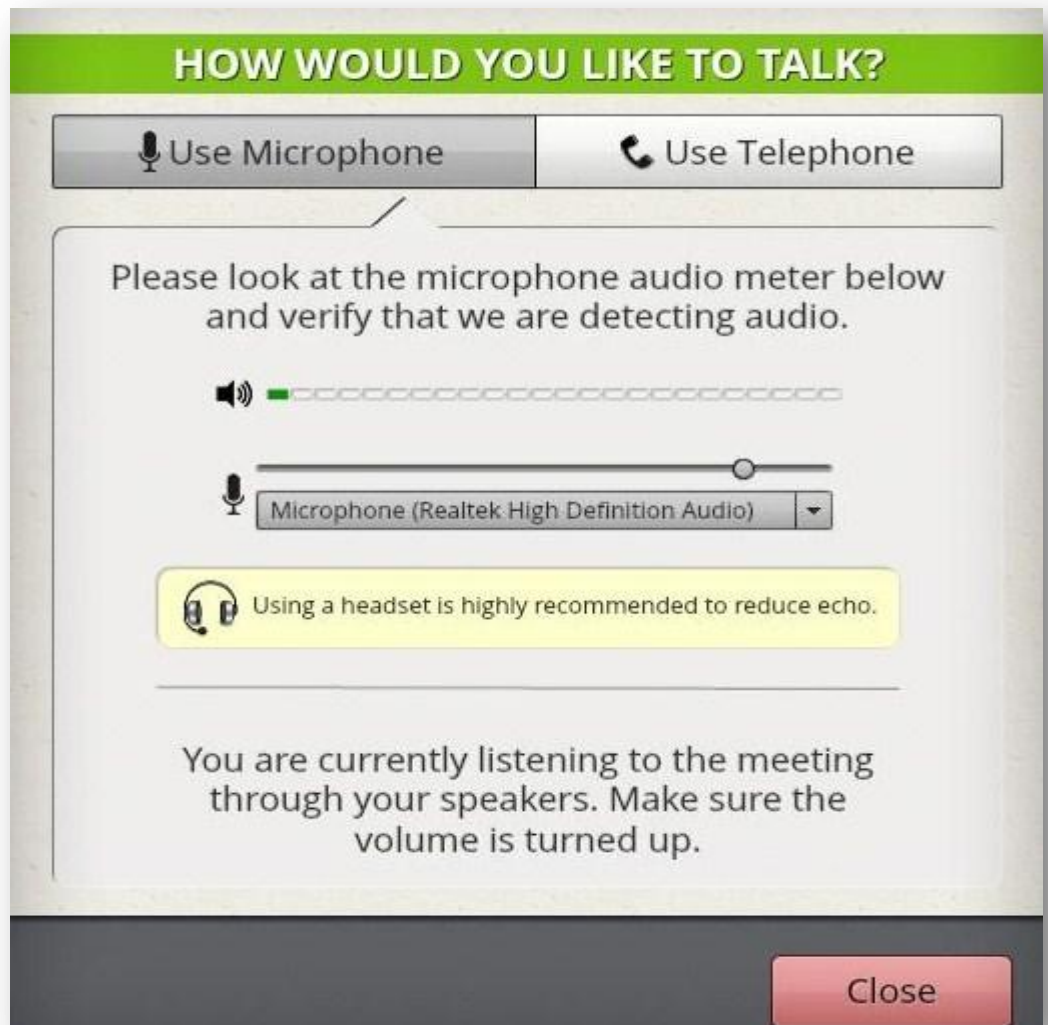 HOW WOULD YOU LIKE TO TALK?
Use Microphone
Use Telephone
Please look at the microphone audio meter below
and verify that we are detecting audio.
Microphone (Realtek High Definition Audio)
Using a headset is highly recommended to reduce echo.
You are currently listening to the meeting
through your speakers. Make sure the
volume is turned up.
Close